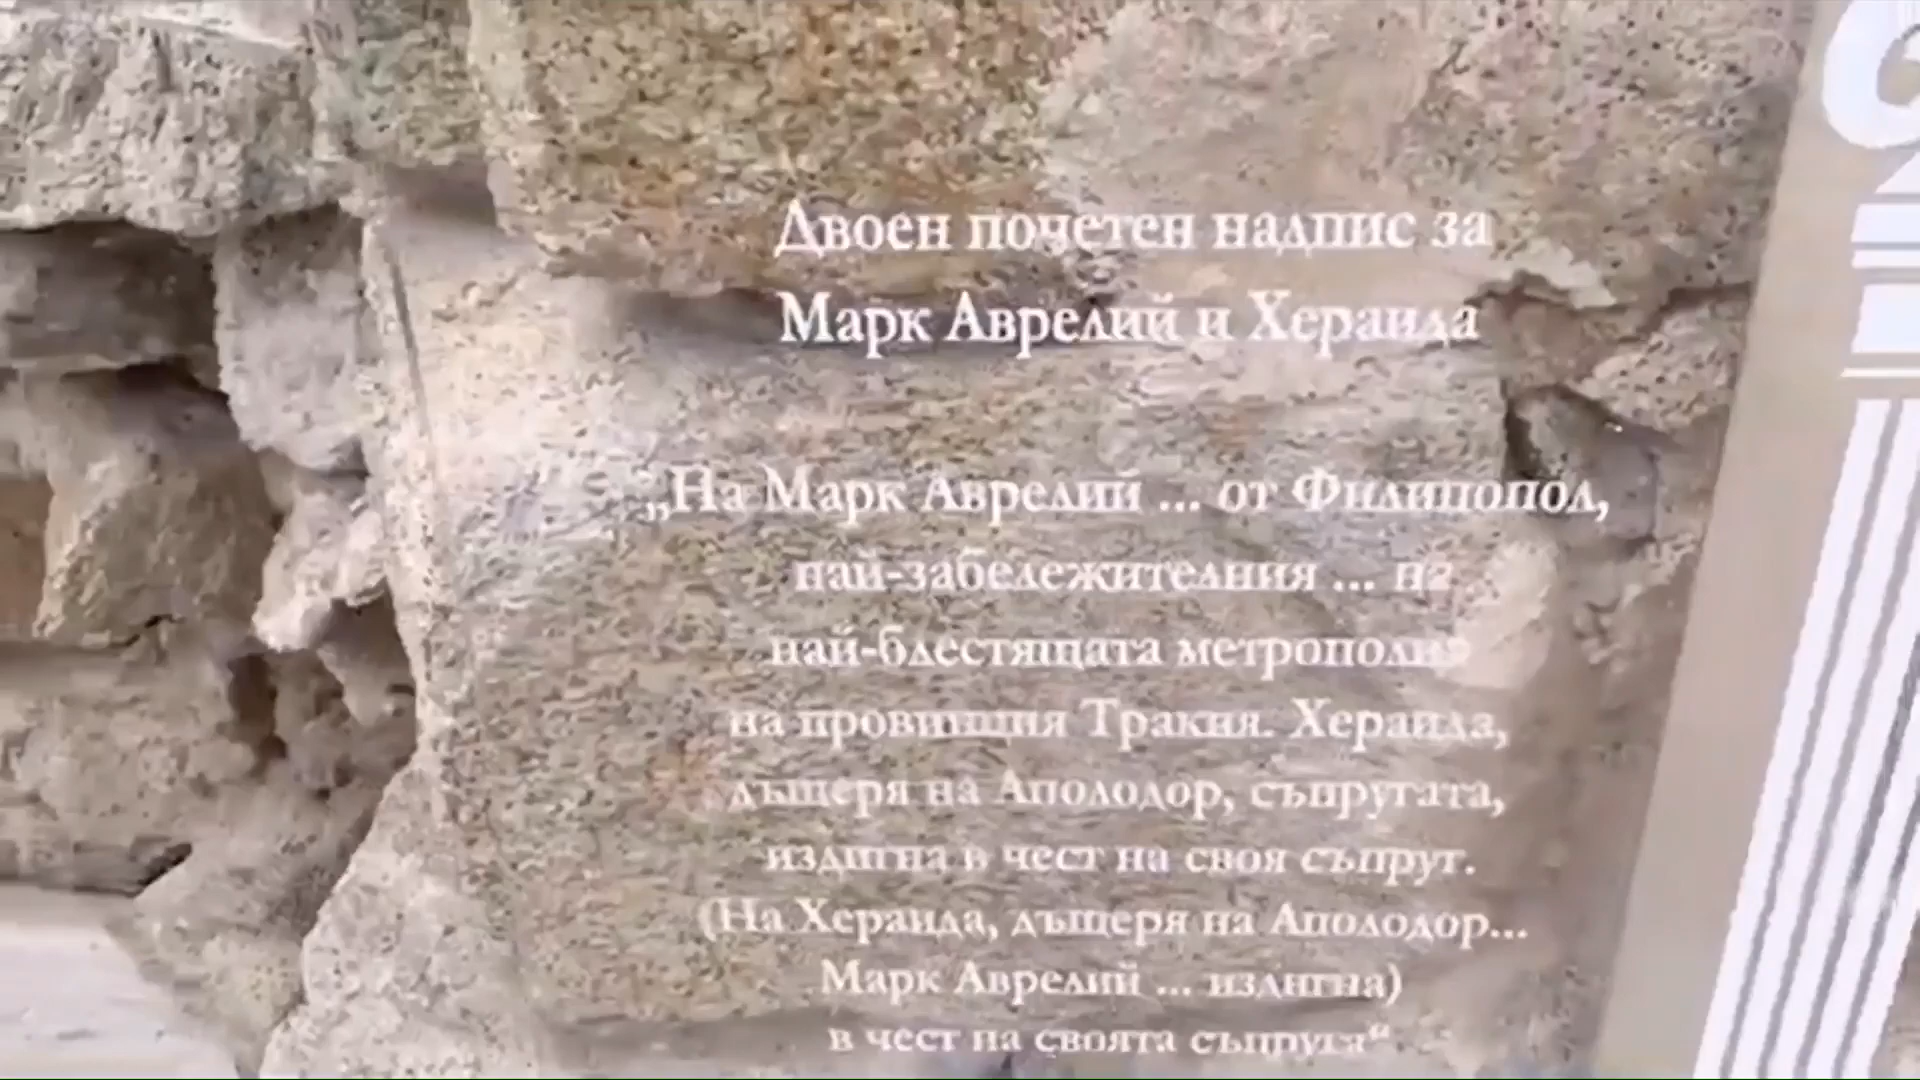 Двоен почетен надпис за
Марк Аврелий и Хераида
„На Марк Аврелий ... от Филипопол,
най-забележителния ... на
най-блестящата метрополия
на провинция Тракия. Хераида,
дъщеря на Аполодор, съпругата,
издигна в чест на своя съпруг.
(На Хераида, дъщеря на Аполодор...
Марк Аврелий ... издигна)
в чест на своята съпруга“